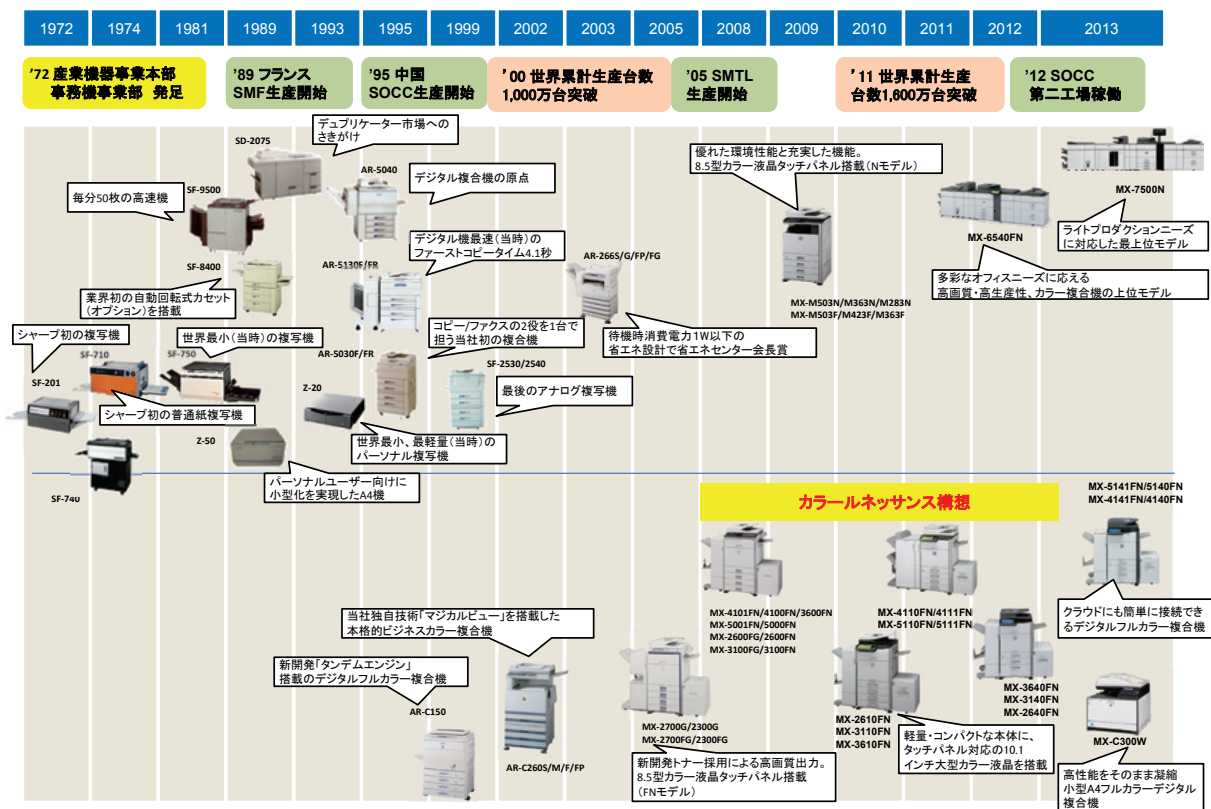 1972 1974 1981 1989 1993 1995 1999 2002 2003 2005 2008 2009 2010 2011 2012 2013
'72 産業機器事業本部
事務機事業部 発足
'89 フランス
SMF生産開始
'95 中国
SOCC生産開始
'00 世界累計生産台数
1,000万台突破
'05 SMTL
生産開始
'11 世界累計生産
台数1,600万台突破
'12 SOCC
第二工場稼働
デュプリケーター市場への
さきがけ
SD-2075
AR-5040
デジタル複合機の原点
毎分50枚の高速機
SF-9500
優れた環境性能と充実した機能。
8.5型カラー液晶タッチパネル搭載(Nモデル)
MX-7500N
ライトプロダクションニーズ
に対応した最上位モデル
MX-6540FN
多彩なオフィスニーズに応える
高画質・高生産性、カラー複合機の上位モデル
デジタル機最速(当時)の
ファーストコピータイム4.1秒
AR-5130F/FR
AR-266S/G/FP/FG
SF-8400
業界初の自動回転式カセット
(オプション)を搭載
MX-M503N/M363N/M283N
MX-M503F/M423F/M363F
待機時消費電力1W以下の
省エネ設計で省エネセンター会長賞
コピー/ファクスの2役を1台で
担う当社初の複合機
シャープ初の複写機
世界最小(当時)の複写機
SF-710
SF-750
AR-5030F/FR
SF-2530/2540
SF-201
Z-20
最後のアナログ複写機
シャープ初の普通紙複写機
世界最小、最軽量(当時)の
パーソナル複写機
Z-50
パーソナルユーザー向けに
小型化を実現したA4機
SF-740
カラールネッサンス構想
MX-5141FN/5140FN
MX-4141FN/4140FN
クラウドにも簡単に接続でき
るデジタルフルカラー複合機
MX-4101FN/4100FN/3600FN
MX-5001FN/5000FN
MX-2600FG/2600FN
MX-3100FG/3100FN
MX-4110FN/4111FN
MX-5110FN/5111FN
当社独自技術「マジカルビュー」を搭載した
本格的ビジネスカラー複合機
新開発「タンデムエンジン」
搭載のデジタルフルカラー複合機
AR-C150
AR-C260S/M/F/FP
MX-2700G/2300G
MX-2700FG/2300FG
新開発トナー採用による高画質出力。
8.5型カラー液晶タッチパネル搭載
(FNモデル)
MX-2610FN
MX-3110FN
MX-3610FN
軽量・コンパクトな本体に、
タッチパネル対応の10.1
インチ大型カラー液晶を搭載
MX-3640FN
MX-3140FN
MX-2640FN
MX-C300W
高性能をそのまま凝縮
小型A4フルカラーデジタル
複合機